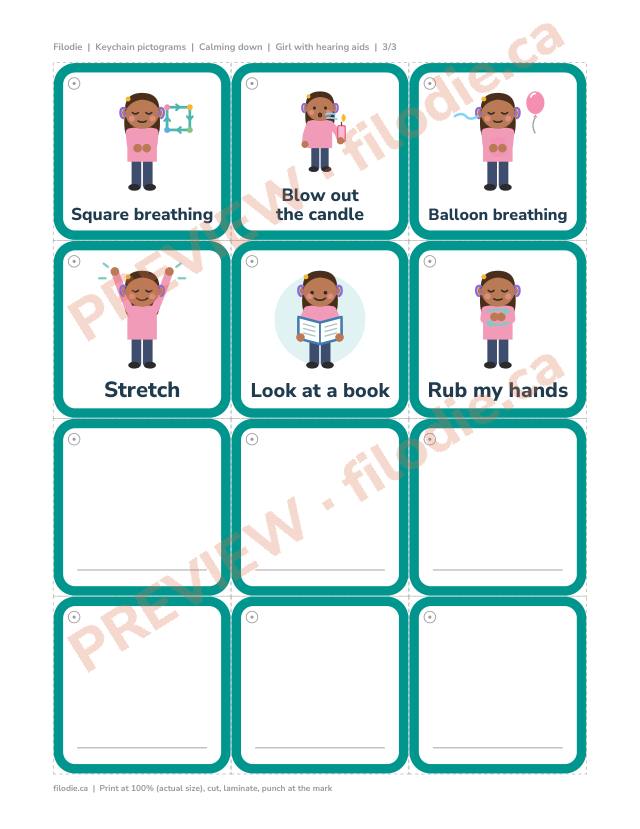 Filodie | Keychain pictograms | Calming down | Girl with hearing aids | 3/3
Square breathing
Blow out
the candle
Balloon breathing
Stretch
Look at a book
Rub my hands
PREVIEW · filodie.ca
PREVIEW · filodie.ca
filodie.ca | Print at 100% (actual size), cut, laminate, punch at the mark